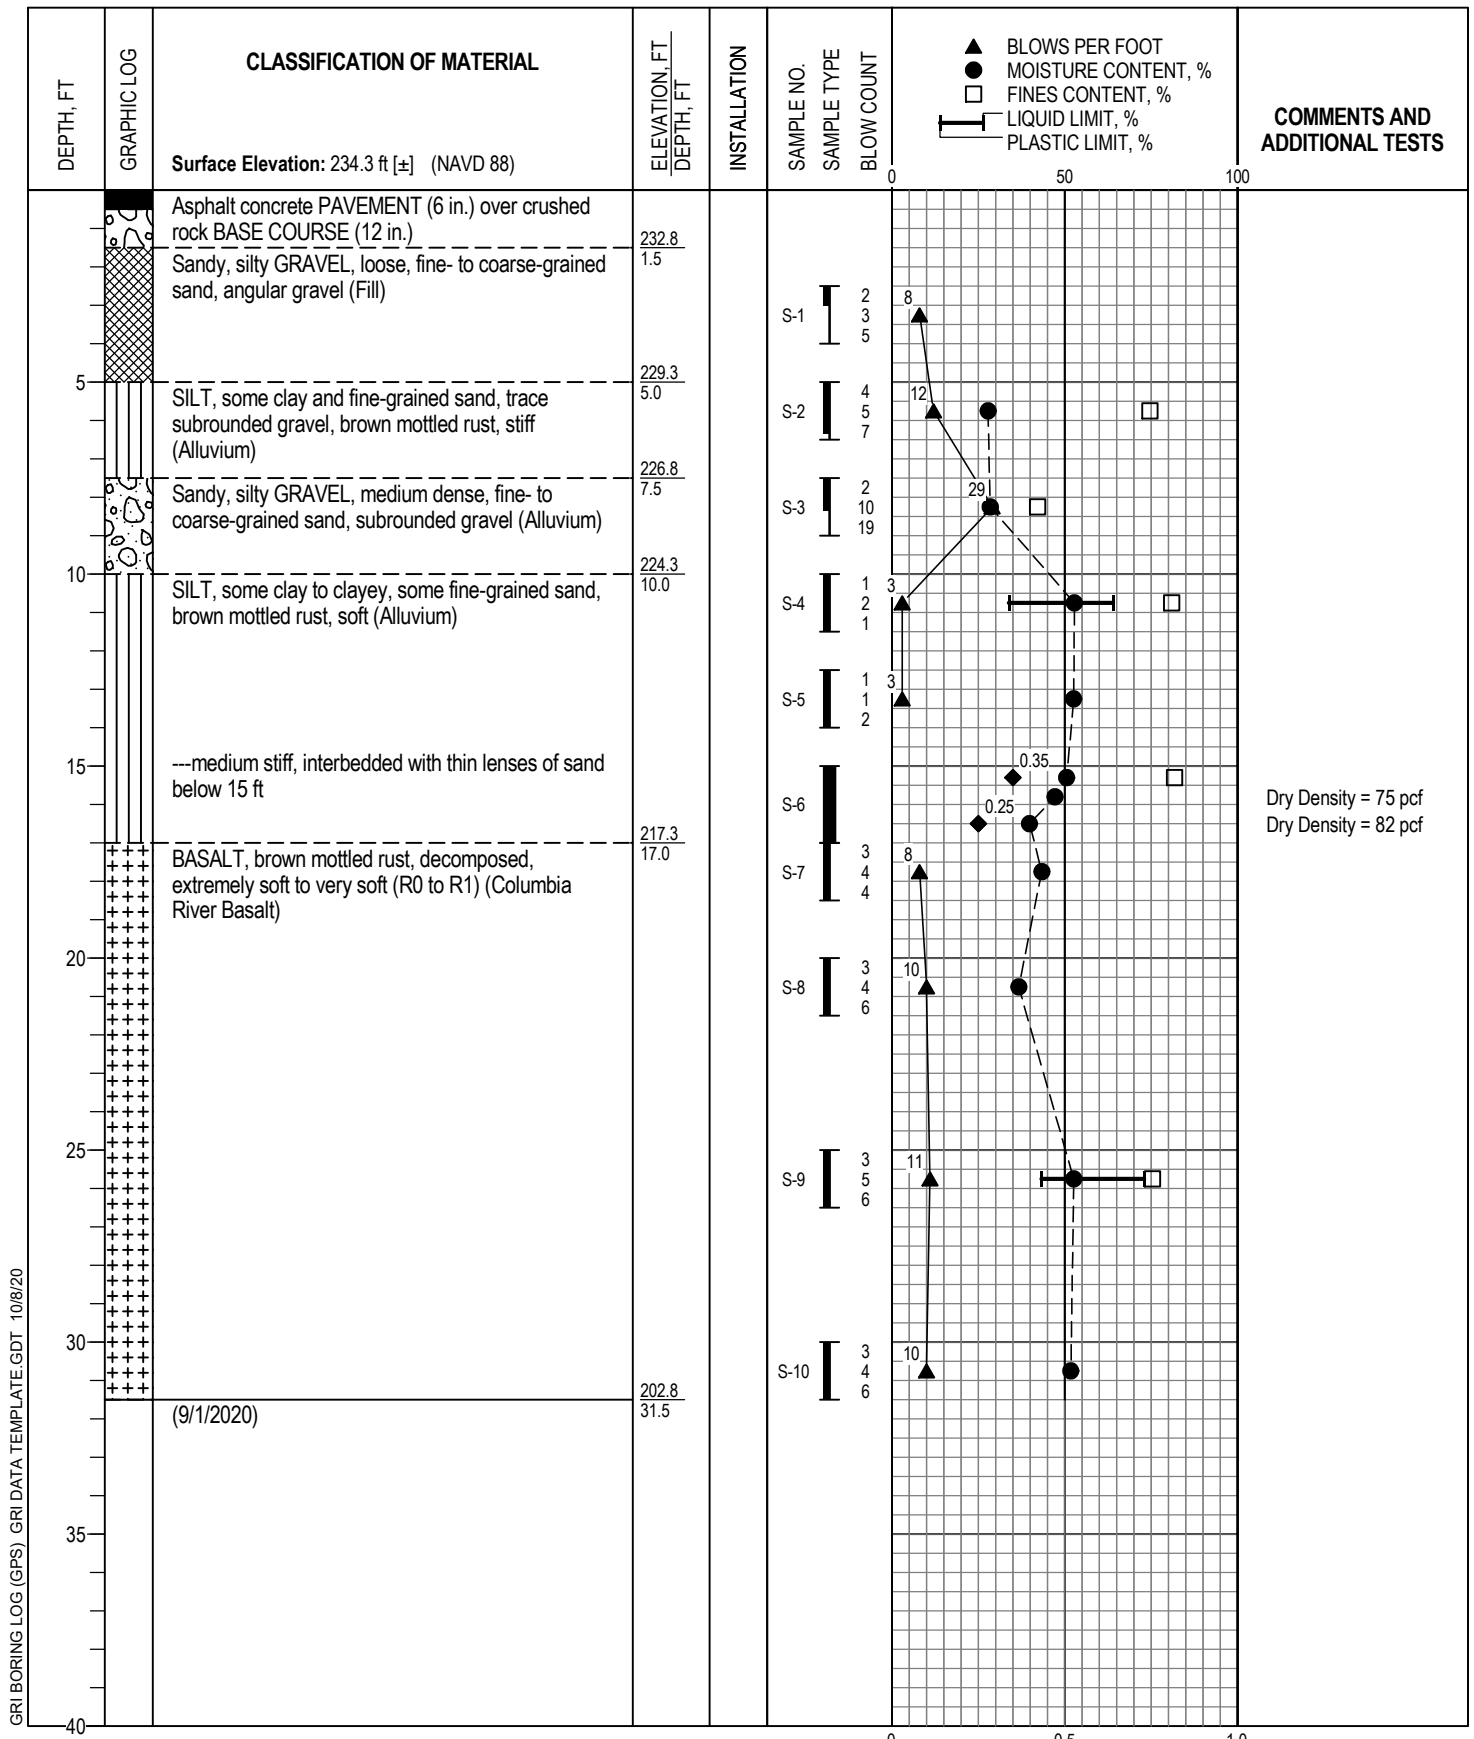 DEPTH, FT
GRAPHIC LOG
CLASSIFICATION OF MATERIAL
Surface Elevation: 234.3 ft [±] (NAVD 88)
ELEVATION, FT
DEPTH, FT
INSTALLATION
SAMPLE NO.
SAMPLE TYPE
BLOW COUNT
BLOWS PER FOOT
MOISTURE CONTENT, %
FINES CONTENT, %
LIQUID LIMIT, %
PLASTIC LIMIT, %
0 50 100
COMMENTS AND
ADDITIONAL TESTS
Asphalt concrete PAVEMENT (6 in.) over crushed
rock BASE COURSE (12 in.)
232.8
1.5
Sandy, silty GRAVEL, loose, fine- to coarse-grained
sand, angular gravel (Fill)
S-1
2
3
5
8
5
229.3
5.0
SILT, some clay and fine-grained sand, trace
subrounded gravel, brown mottled rust, stiff
(Alluvium)
S-2
4
5
7
12
226.8
7.5
Sandy, silty GRAVEL, medium dense, fine- to
coarse-grained sand, subrounded gravel (Alluvium)
S-3
2
10
19
29
10
224.3
10.0
SILT, some clay to clayey, some fine-grained sand,
brown mottled rust, soft (Alluvium)
S-4
1
2
1
3
S-5
1
1
2
3
15
---medium stiff, interbedded with thin lenses of sand
below 15 ft
S-6
0.35
0.25
Dry Density = 75 pcf
Dry Density = 82 pcf
217.3
17.0
BASALT, brown mottled rust, decomposed,
extremely soft to very soft (R0 to R1) (Columbia
River Basalt)
S-7
3
4
4
8
20
S-8
3
4
6
10
25
S-9
3
5
6
11
30
S-10
3
4
6
10
202.8
31.5
(9/1/2020)
35
40
0 0.5 1.0
GRI BORING LOG (GPS) GRI DATA TEMPLATE.GDT 10/8/20